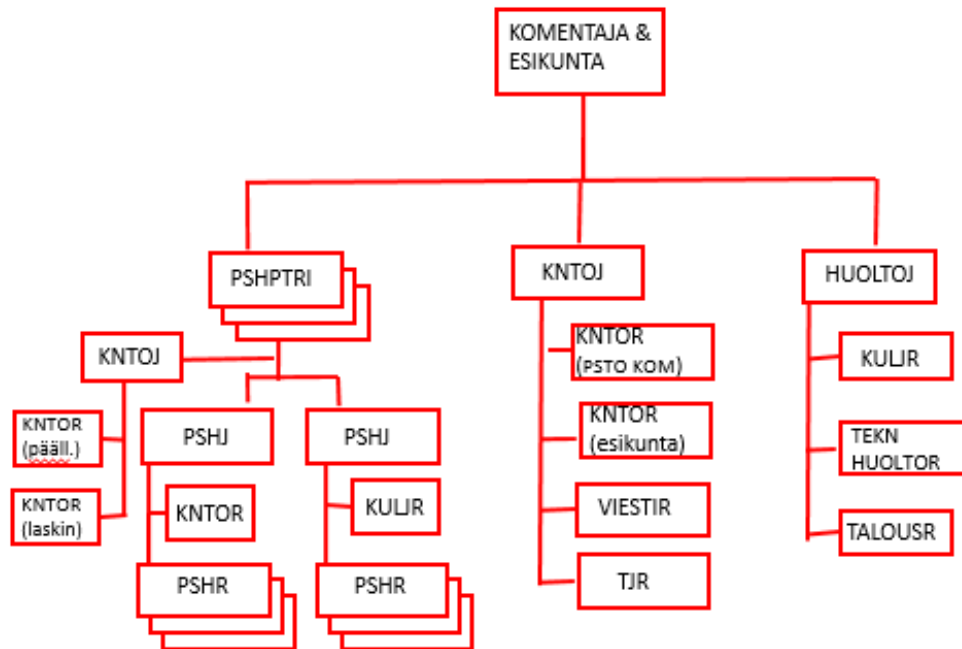 KOMENTAJA &
ESIKUNTA
PSHPTRI
KNTOJ
HUOLTOJ
KNTOJ
KNTOR
(pääll.)
KNTOR
(laskin)
PSHJ
KNTOR
PSHR
PSHJ
KULJR
PSHR
KNTOR
(PSTO KOM)
KNTOR
(esikunta)
VIESTIR
TJR
KULJR
TEKN
HUOLTOR
TALOUSR